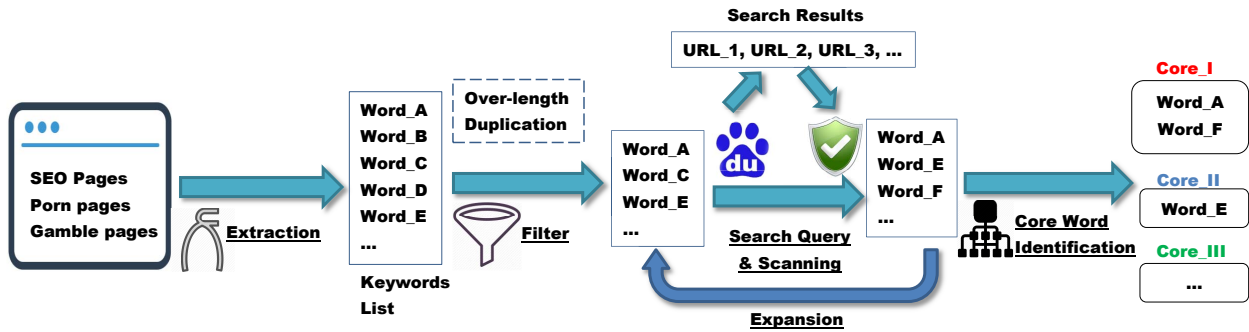 SEO Pages
Porn pages
Gamble pages
Extraction
Word_A
Word_B
Word_C
Word_D
Word_E
...
Keywords
List
Over-length
Duplication
Filter
Word_A
Word_C
Word_E
...
Search Results
URL_1, URL_2, URL_3, ...
du
Search Query
& Scanning
Word_A
Word_E
Word_F
...
Expansion
Core Word
Identification
Core_I
Word_A
Word_F
Core_II
Word_E
Core_III
...